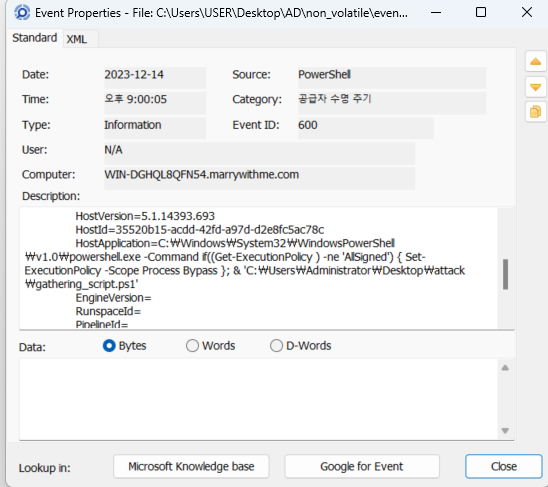 Event Properties - File: C:\Users\USER\Desktop\AD\non_volatile\even...
Standard XML
Date: 2023-12-14 Source: PowerShell
Time: 오후 9:00:05 Category: 공급자 수명 주기
Type: Information Event ID: 600
User: N/A
Computer: WIN-DGHQL8QFN54.marrywithme.com
Description:
HostVersion=5.1.14393.693
HostId=35520b15-acdd-42fd-a97d-d2e8fc5ac78c
HostApplication=C:₩Windows₩System32₩WindowsPowerShell
₩v1.0₩powershell.exe -Command if((Get-ExecutionPolicy ) -ne 'AllSigned') { Set-
ExecutionPolicy -Scope Process Bypass }; & 'C:₩Users₩Administrator₩Desktop₩attack
₩gathering_script.ps1'
EngineVersion=
RunspaceId=
PipelineId=
Data: Bytes Words D-Words
Lookup in: Microsoft Knowledge base Google for Event Close